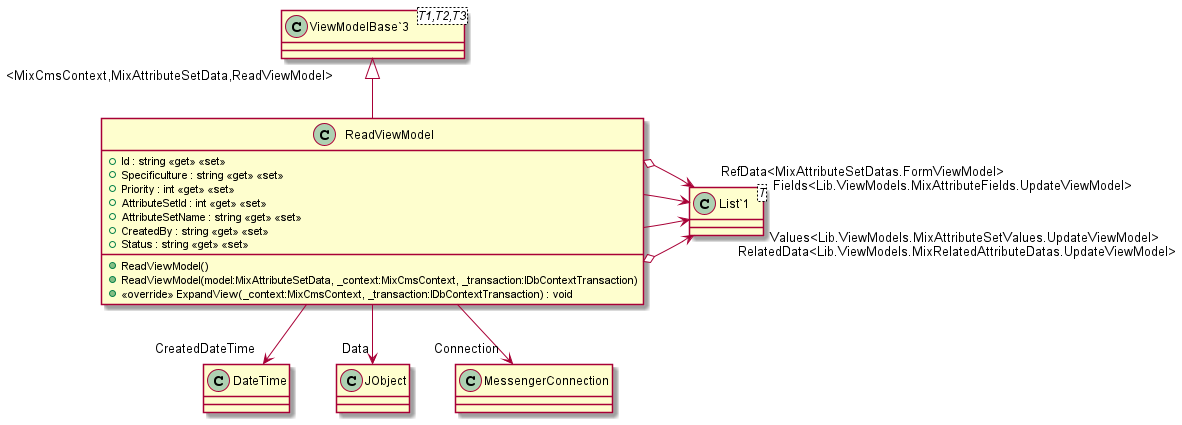 C ViewModelBase`3 T1,T2,T3
<MixCmsContext,MixAttributeSetData,ReadViewModel>
C ReadViewModel
Id : string «get» «set»
Specificulture : string «get» «set»
Priority : int «get» «set»
AttributeSetId : int «get» «set»
AttributeSetName : string «get» «set»
CreatedBy : string «get» «set»
Status : string «get» «set»
ReadViewModel()
ReadViewModel(model:MixAttributeSetData, _context:MixCmsContext, _transaction:IDbContextTransaction)
«override» ExpandView(_context:MixCmsContext, _transaction:IDbContextTransaction) : void
RefData<MixAttributeSetDatas.FormViewModel>
Fields<Lib.ViewModels.MixAttributeFields.UpdateViewModel>
C List`1 T
Values<Lib.ViewModels.MixAttributeSetValues.UpdateViewModel>
RelatedData<Lib.ViewModels.MixRelatedAttributeDatas.UpdateViewModel>
CreatedDateTime
Data
Connection
C DateTime
C JObject
C MessengerConnection